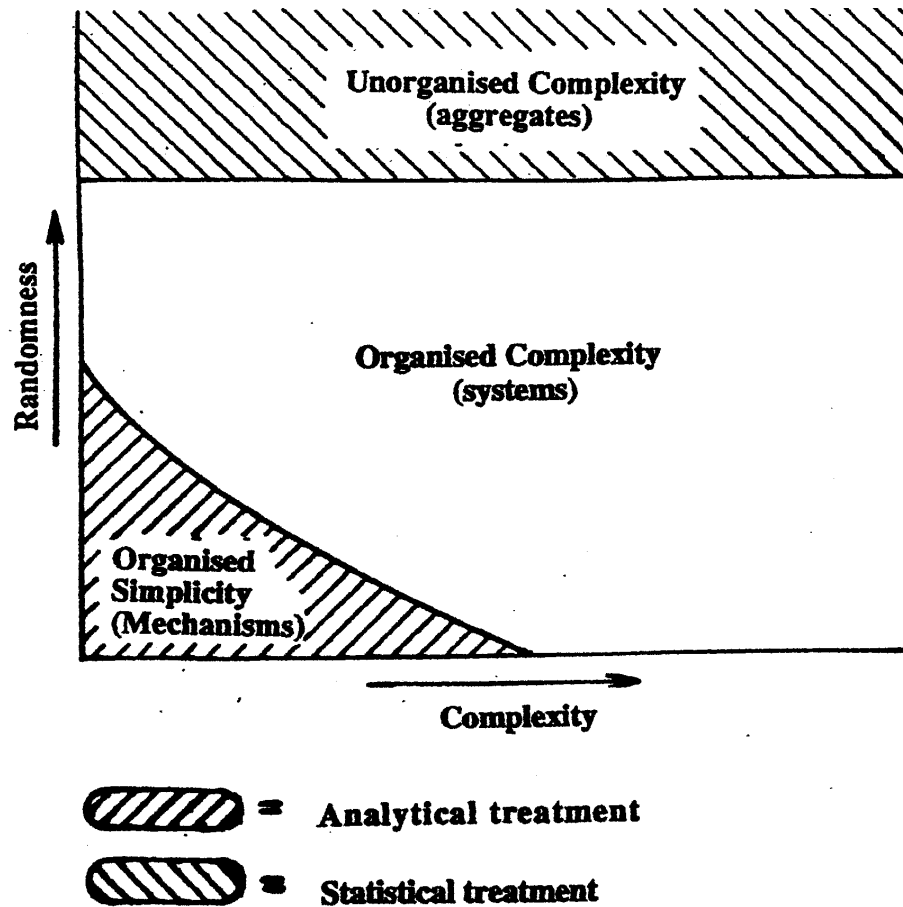 Unorganised Complexity
(aggregates)
Randomness
Organised Complexity
(systems)
Organised
Simplicity
(Mechanisms)
Complexity
= Analytical treatment
= Statistical treatment